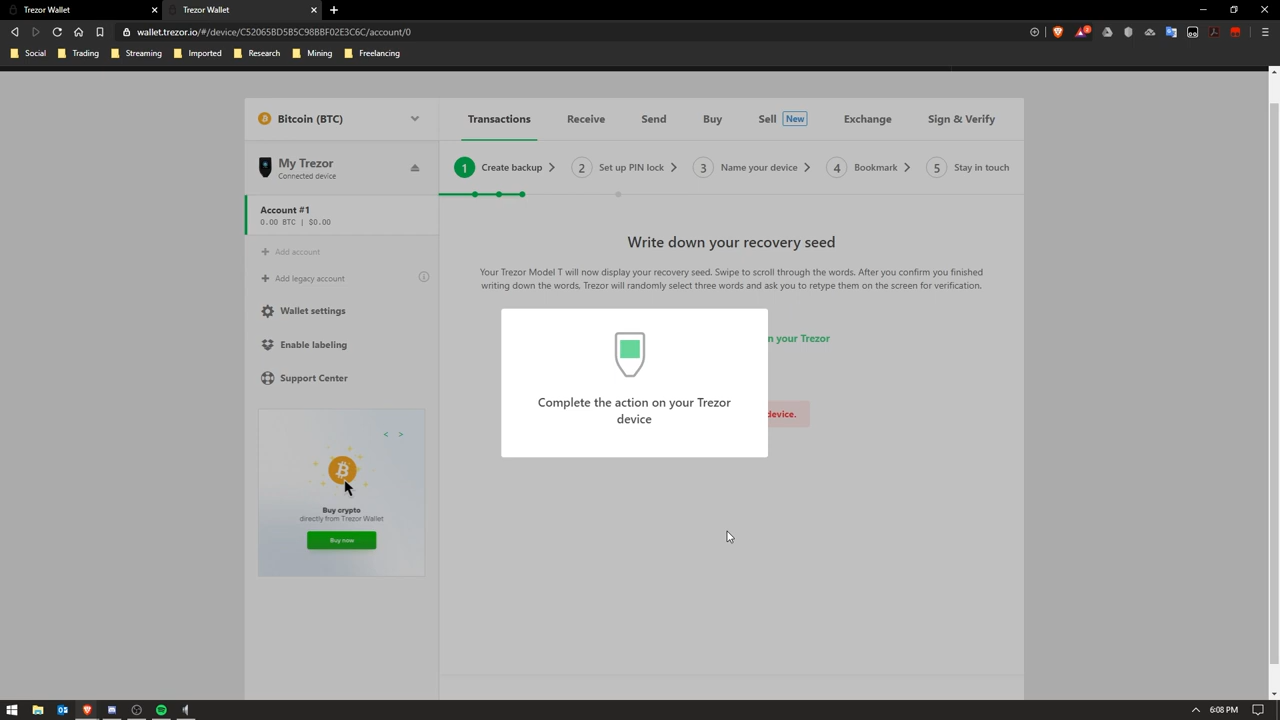 Trezor Wallet
Trezor Wallet
wallet.trezor.io/#/device/C52065BD5B5C98BBF02E3C6C/account/0
Social Trading Streaming Imported Research Mining Freelancing
Bitcoin (BTC)
Transactions Receive Send Buy Sell New Exchange Sign & Verify
My Trezor
Connected device
1 Create backup 2 Set up PIN lock 3 Name your device 4 Bookmark 5 Stay in touch
Account #1
0.00 BTC | $0.00
Add account
Add legacy account
Wallet settings
Enable labeling
Support Center
Write down your recovery seed
Your Trezor Model T will now display your recovery seed. Swipe to scroll through the words. After you confirm you finished
writing down the words, Trezor will randomly select three words and ask you to retype them on the screen for verification.
n your Trezor
device.
Complete the action on your Trezor
device
Buy crypto
directly from Trezor Wallet
Buy now
6:08 PM